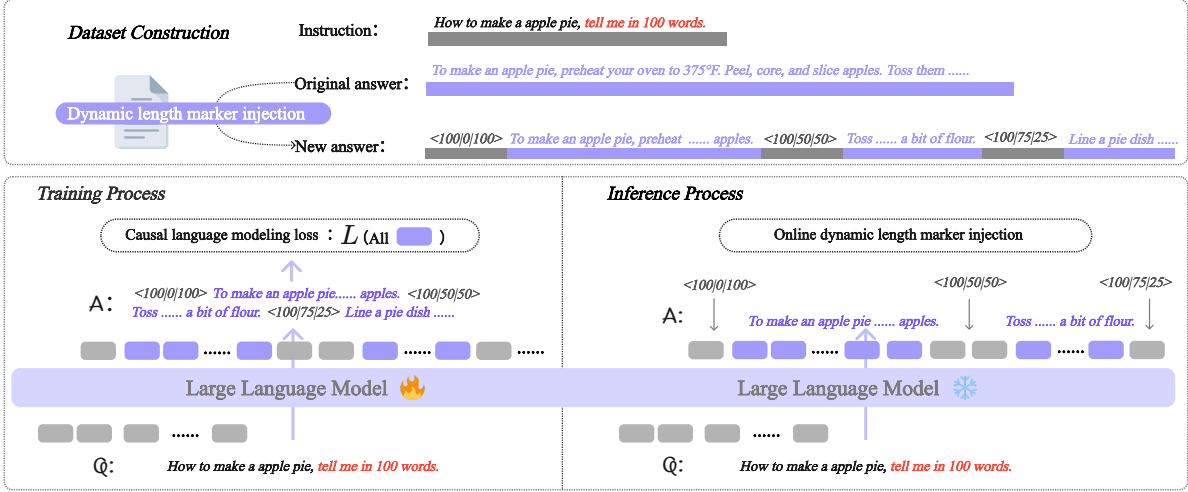 Dataset Construction
Instruction:
How to make a apple pie, tell me in 100 words.
Dynamic length marker injection
Original answer:
To make an apple pie, preheat your oven to 375°F. Peel, core, and slice apples. Toss them ......
New answer:
<100|0|100> To make an apple pie, preheat ...... apples. <100|50|50> Toss ...... a bit of flour. <100|75|25> Line a pie dish ......
Training Process
Causal language modeling loss : L (All )
A:
<100|0|100> To make an apple pie...... apples. <100|50|50>
Toss ...... a bit of flour. <100|75|25> Line a pie dish ......
...... ...... ......
Large Language Model
......
Q:
How to make a apple pie, tell me in 100 words.
Inference Process
Online dynamic length marker injection
<100|0|100> <100|50|50> <100|75|25>
A:
To make an apple pie ...... apples. Toss ...... a bit of flour.
...... ......
Large Language Model
......
Q:
How to make a apple pie, tell me in 100 words.